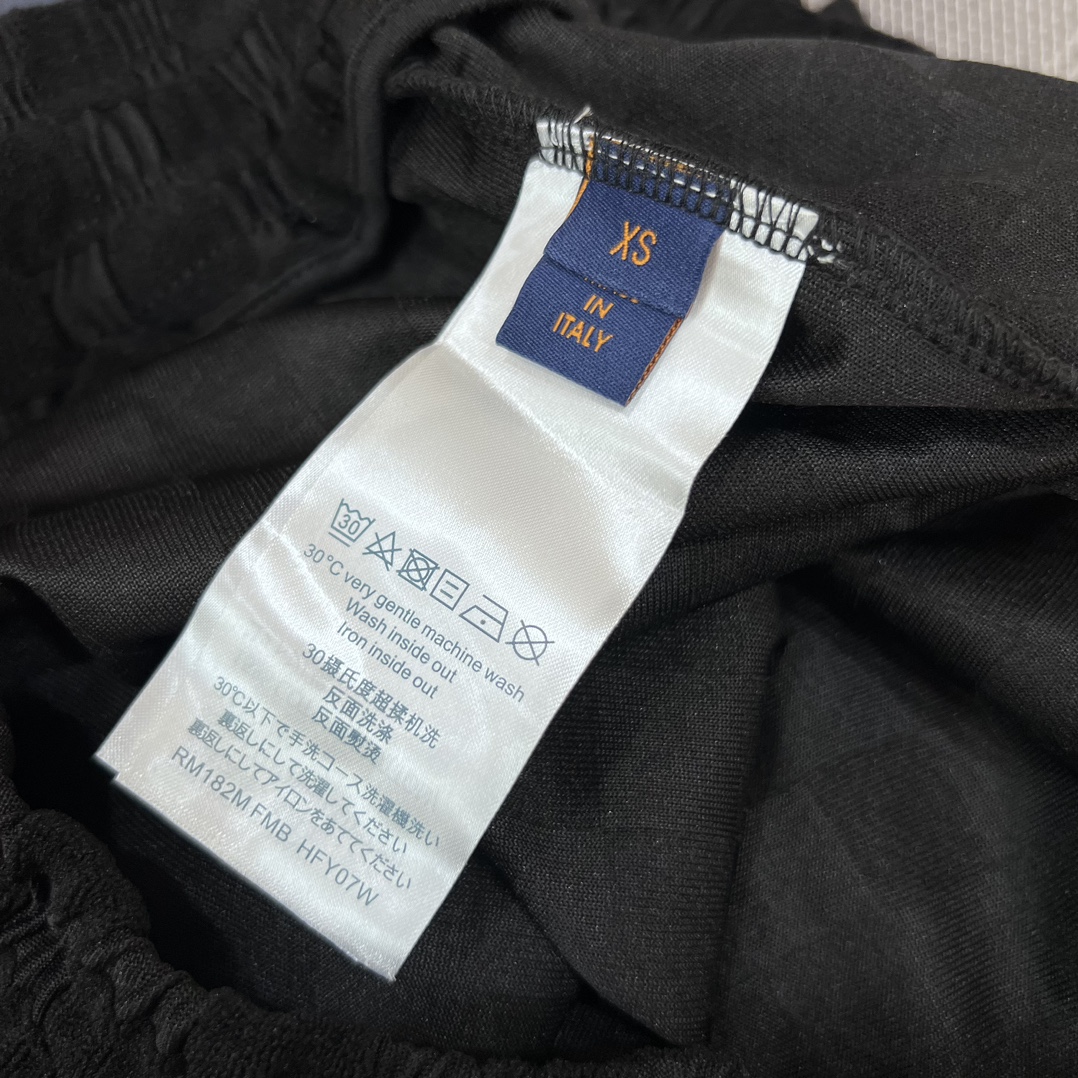 XS
IN
ITALY
30
30°C very gentle machine wash
Wash inside out
Iron inside out
30摄氏度超揉机洗
反面洗涤
反面熨烫
30℃以下で手洗コース洗濯機洗い
裏返しにして洗濯してください
裏返しにしてアイロンをあててください
RM182M FMB HFY07W